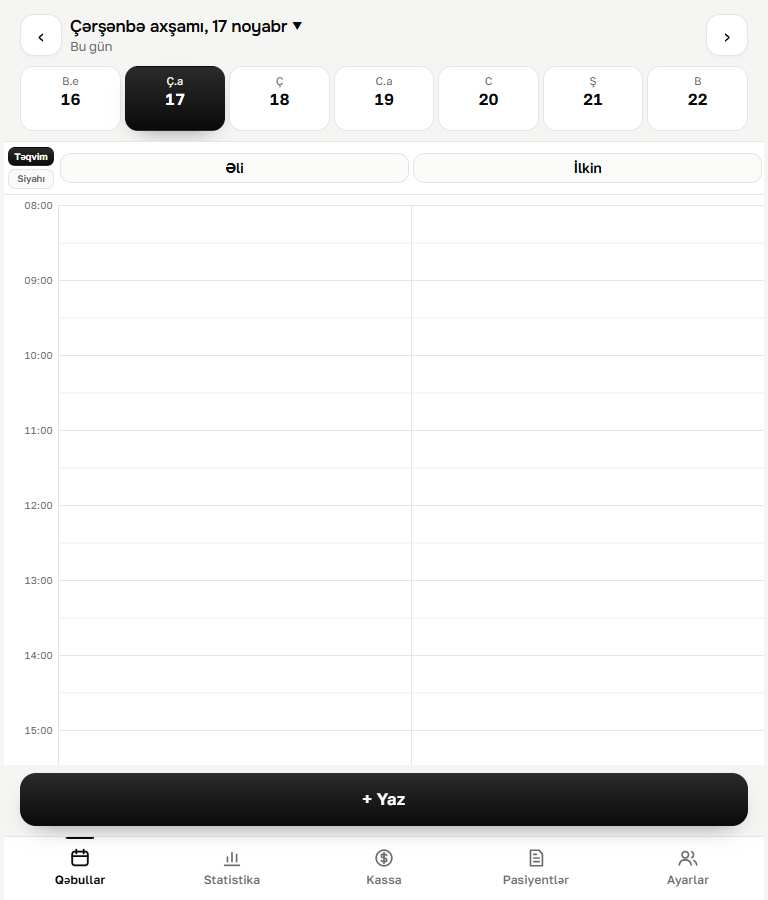 ‹
Çərşənbə axşamı, 17 noyabr ▼
Bu gün
›
B.e Ç.a Ç C.a C Ş B
16 17 18 19 20 21 22
Təqvim
Siyahı
Əli İlkin
08:00
09:00
10:00
11:00
12:00
13:00
14:00
15:00
+ Yaz
Qəbullar Statistika Kassa Pasiyentlər Ayarlar